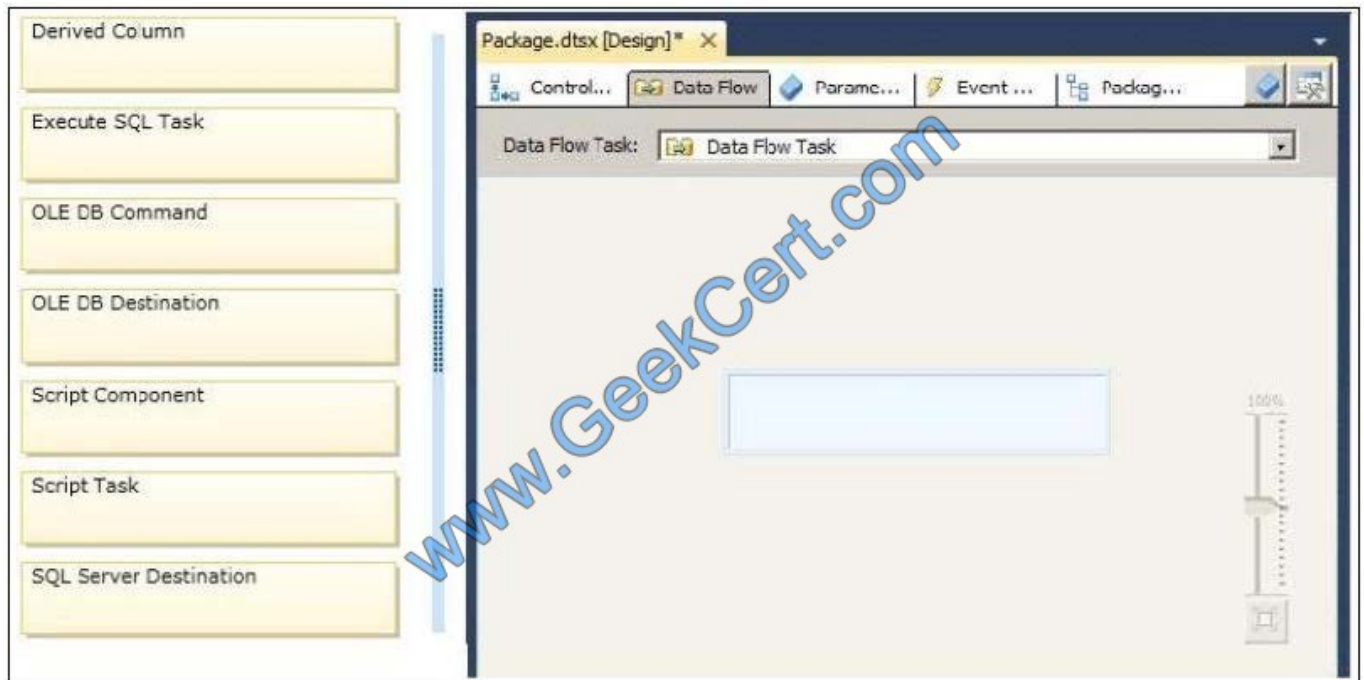 Derived Column
Execute SQL Task
OLE DB Command
OLE DB Destination
Script Component
Script Task
SQL Server Destination
Package.dtsx [Design]*
Control...
Data Flow
Parame...
Event ...
Packag...
Data Flow Task:
Data Flow Task
100%
www.GeekCert.com